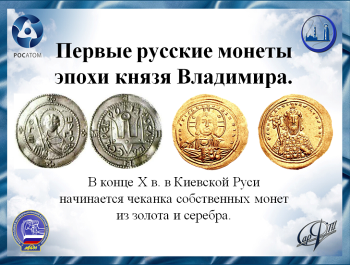 РОСАТОМ
Первые русские монеты
эпохи князя Владимира.
В конце X в. в Киевской Руси
начинается чеканка собственных монет
из золота и серебра.